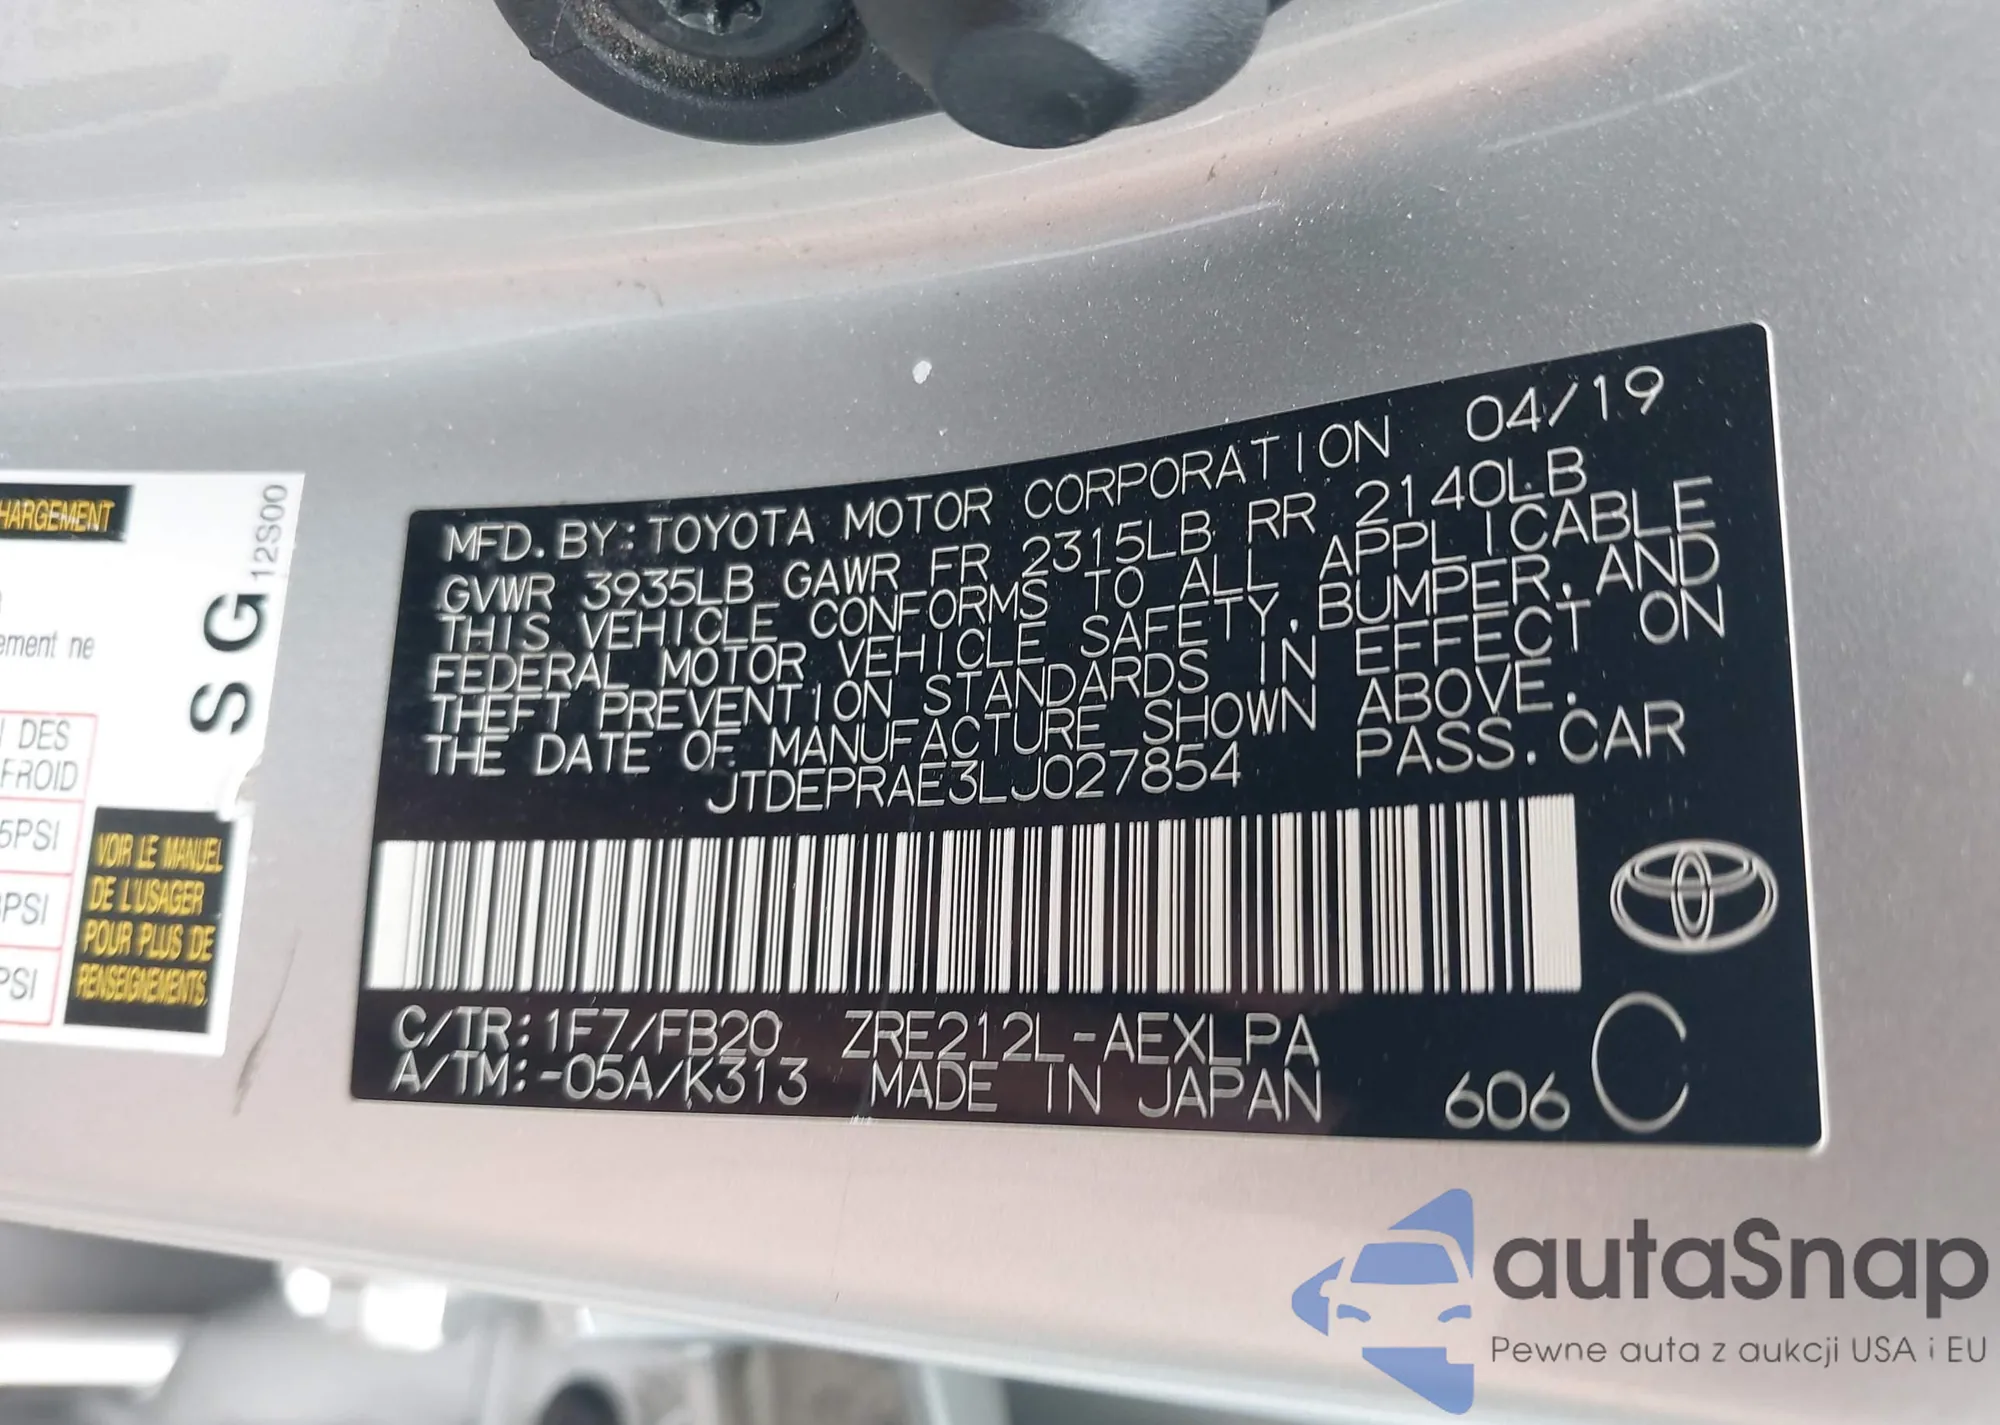 MFD. BY: TOYOTA MOTOR CORPORATION 04/19
GVWR 3935LB GAWR FR 2315LB RR 2140LB
THIS VEHICLE CONFORMS TO ALL APPLICABLE
FEDERAL MOTOR VEHICLE SAFETY, BUMPER, AND
THEFT PREVENTION STANDARDS IN EFFECT ON
THE DATE OF MANUFACTURE SHOWN ABOVE.
JTDEPRAE3LJ027854 PASS. CAR
C/TR: 1F7/FB20 ZRE212L-AEXLPA
A/TM: -05A/K313 MADE IN JAPAN 606 C
HARGEMENT
ement ne
DES
FROID
5PSI
PSI
PSI
VOIR LE MANUEL
DE L'USAGER
POUR PLUS DE
RENSEIGNEMENTS.
S G 12S00
autaSnap
Pewne auta z aukcji USA i EU